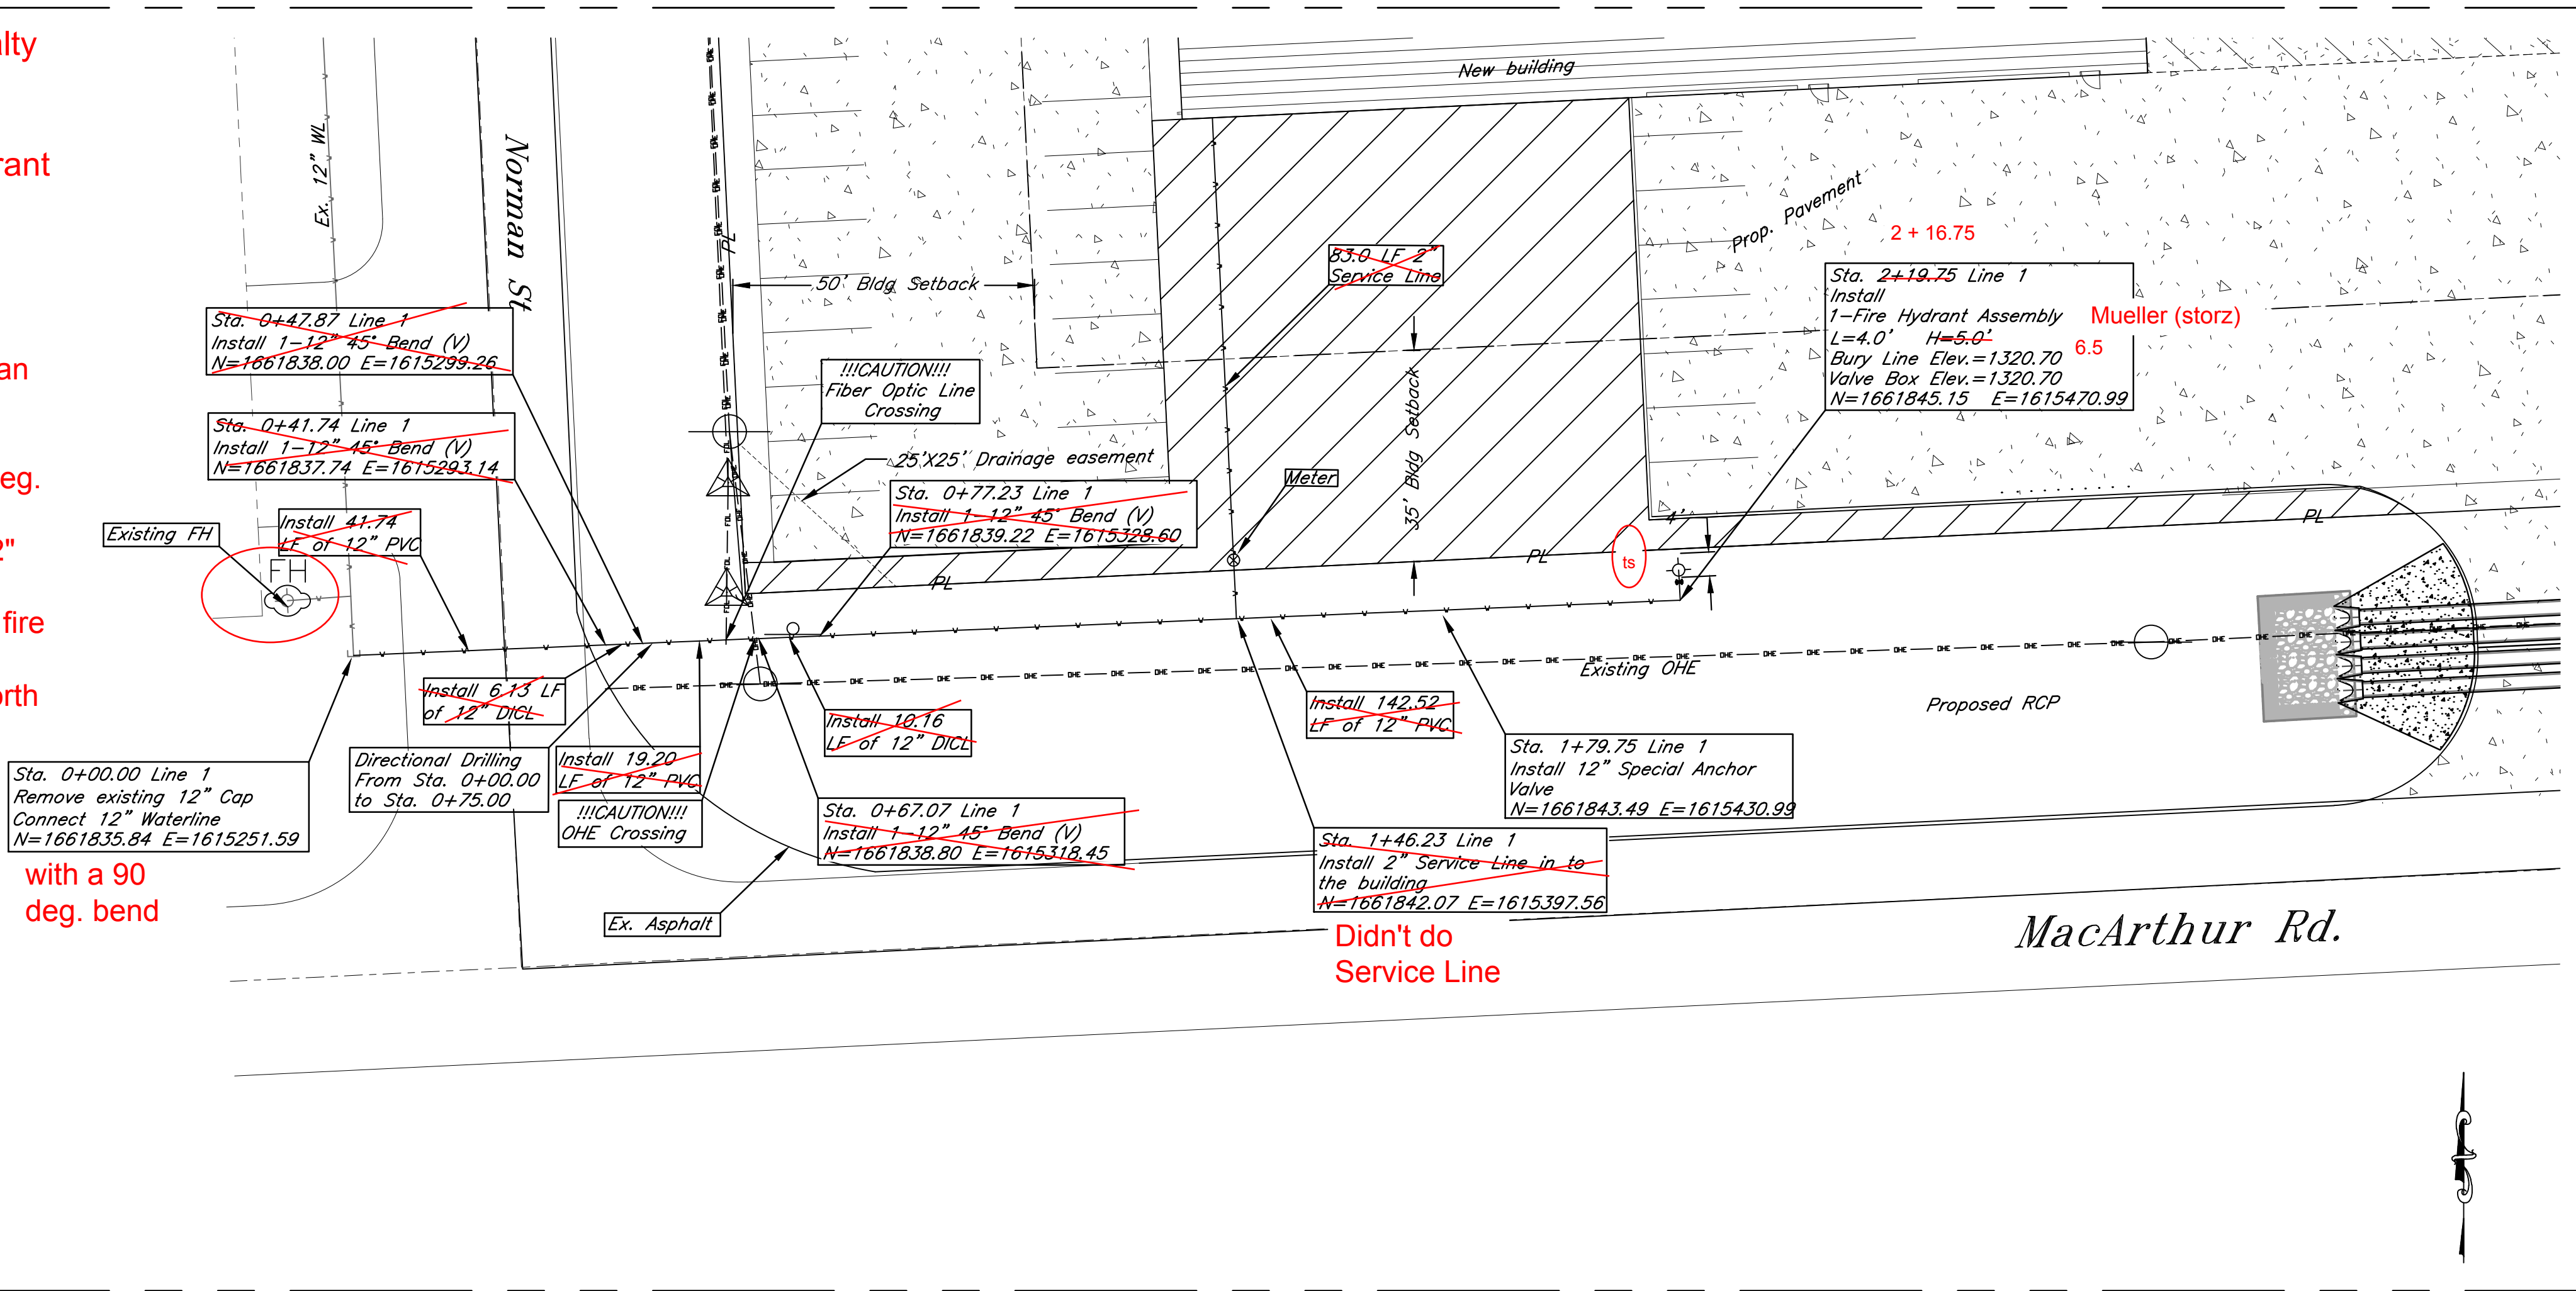 alty
rant
an
eg.
2"
fire
orth
New building
Ex. 12" WL
Norman St
PL
50' Bldg Setback
83.0 LF 2"
Service Line
Prop. Pavement
2 + 16.75
Sta. 2+19.75 Line 1
Install
1-Fire Hydrant Assembly
L=4.0' H=5.0'
Bury Line Elev.=1320.70
Valve Box Elev.=1320.70
N=1661845.15 E=1615470.99
Mueller (storz)
6.5
Sta. 0+47.87 Line 1
Install 1-12" 45° Bend (V)
N=1661838.00 E=1615299.26
!!!CAUTION!!!
Fiber Optic Line
Crossing
35' Bldg Setback
Sta. 0+41.74 Line 1
Install 1-12" 45° Bend (V)
N=1661837.74 E=1615293.14
25'X25' Drainage easement
Meter
Sta. 0+77.23 Line 1
Install 1-12" 45° Bend (V)
N=1661839.22 E=1615328.60
Existing FH
Install 41.74
LF of 12" PVC
FH
4'
PL
PL
PL
ts
Existing OHE
Proposed RCP
Install 6.13 LF
of 12" DICL
Install 10.16
LF of 12" DICL
Install 142.52
LF of 12" PVC
Sta. 0+00.00 Line 1
Remove existing 12" Cap
Connect 12" Waterline
N=1661835.84 E=1615251.59
with a 90
deg. bend
Directional Drilling
From Sta. 0+00.00
to Sta. 0+75.00
Install 19.20
LF of 12" PVC
!!!CAUTION!!!
OHE Crossing
Sta. 0+67.07 Line 1
Install 1-12" 45° Bend (V)
N=1661838.80 E=1615318.45
Sta. 1+79.75 Line 1
Install 12" Special Anchor
Valve
N=1661843.49 E=1615430.99
Sta. 1+46.23 Line 1
Install 2" Service Line in to
the building
N=1661842.07 E=1615397.56
Didn't do
Service Line
Ex. Asphalt
MacArthur Rd.